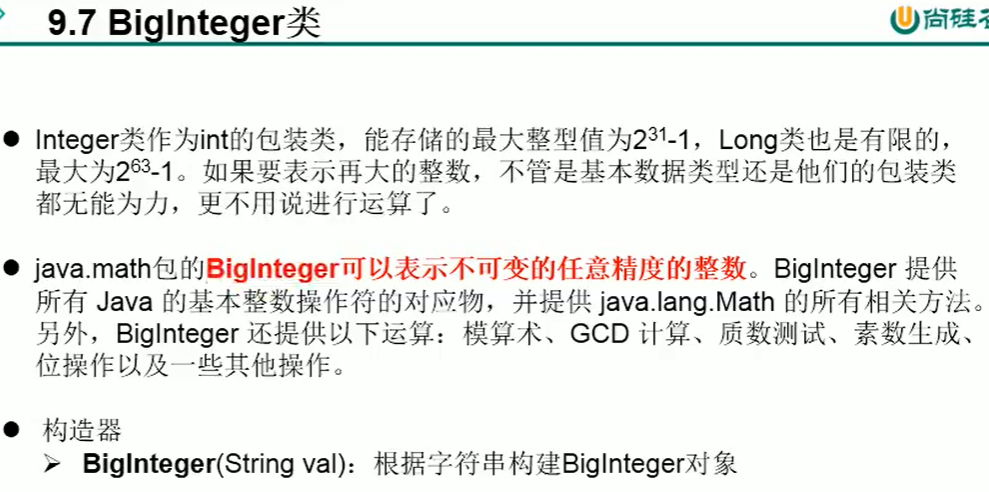 9.7 BigInteger类
尚硅
● Integer类作为int的包装类，能存储的最大整型值为2³¹-1，Long类也是有限的，
最大为2⁶³-1。如果要表示再大的整数，不管是基本数据类型还是他们的包装类
都无能为力，更不用说进行运算了。
● java.math包的BigInteger可以表示不可变的任意精度的整数。BigInteger 提供
所有 Java 的基本整数操作符的对应物，并提供 java.lang.Math 的所有相关方法。
另外，BigInteger 还提供以下运算：模算术、GCD 计算、质数测试、素数生成、
位操作以及一些其他操作。
● 构造器
➢ BigInteger(String val)：根据字符串构建BigInteger对象